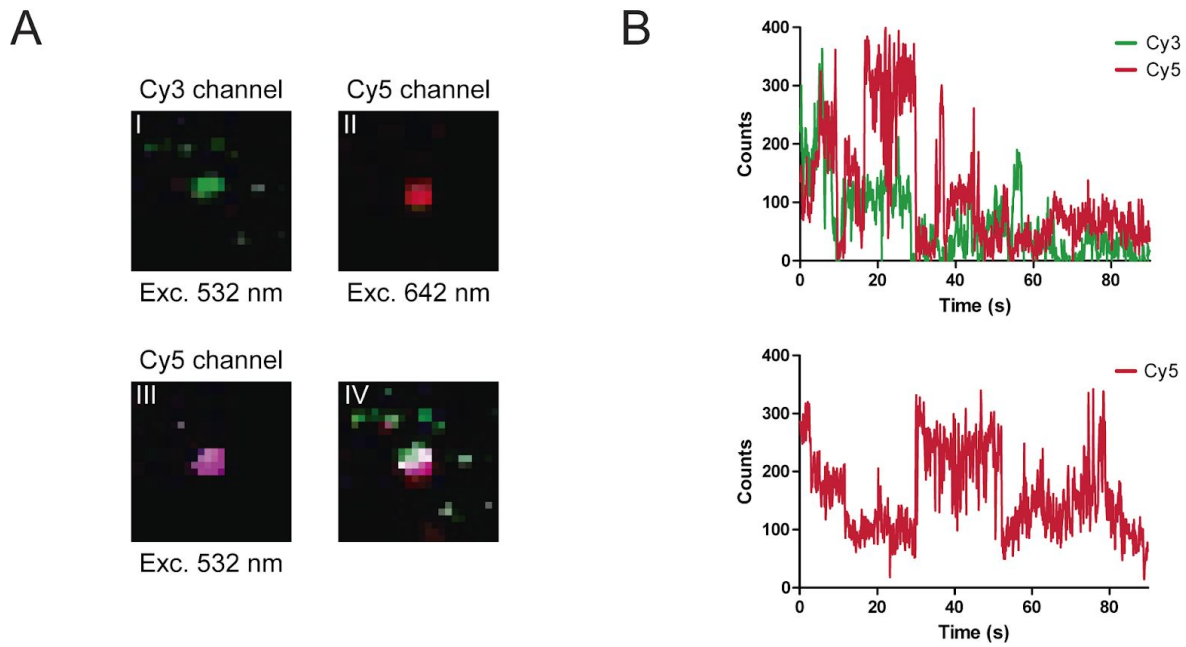 A
Cy3 channel
I
Exc. 532 nm
Cy5 channel
II
Exc. 642 nm
Cy5 channel
III
Exc. 532 nm
IV
B
400
300
200
100
0
Counts
0 20 40 60 80
Time (s)
Cy3
Cy5
400
300
200
100
0
Counts
0 20 40 60 80
Time (s)
Cy5